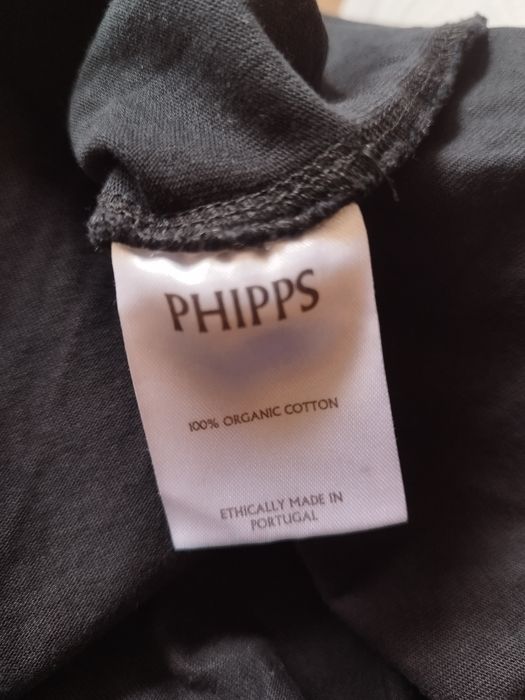 PHIPPS
100% ORGANIC COTTON
ETHICALLY MADE IN
PORTUGAL